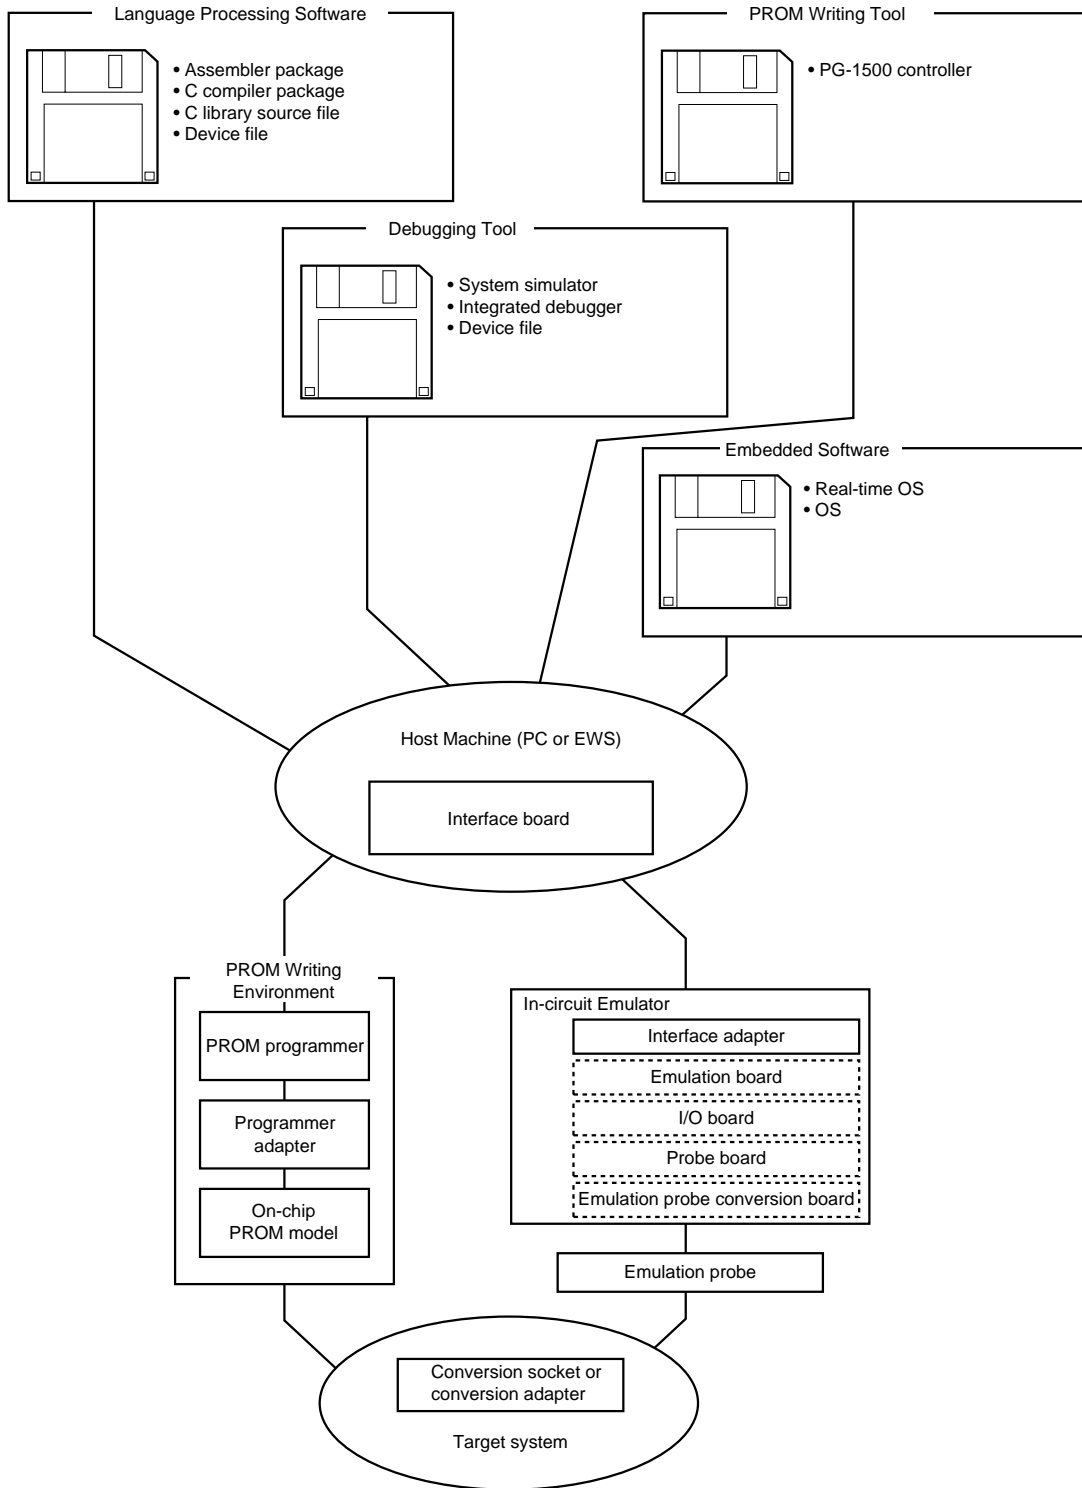 Language Processing Software
• Assembler package
• C compiler package
• C library source file
• Device file
PROM Writing Tool
• PG-1500 controller
Debugging Tool
• System simulator
• Integrated debugger
• Device file
Embedded Software
• Real-time OS
• OS
Host Machine (PC or EWS)
Interface board
PROM Writing
Environment
PROM programmer
Programmer
adapter
On-chip
PROM model
In-circuit Emulator
Interface adapter
Emulation board
I/O board
Probe board
Emulation probe conversion board
Emulation probe
Conversion socket or
conversion adapter
Target system